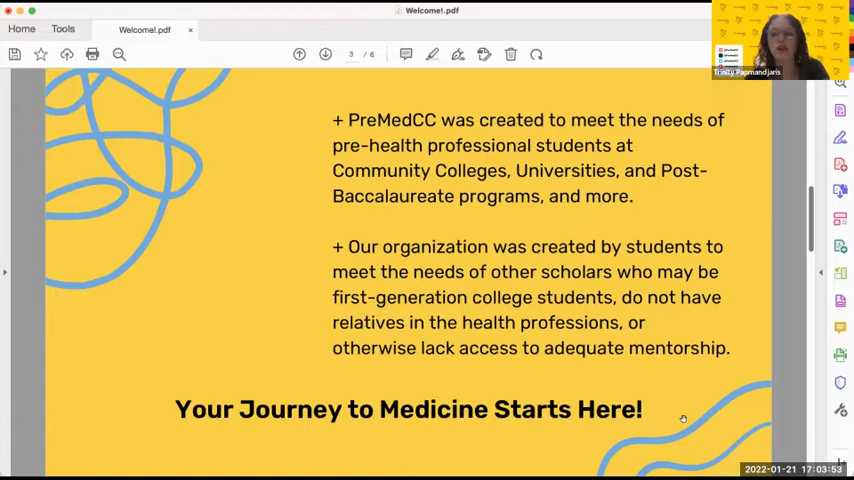 Welcome!.pdf
Home
Tools
Welcome!.pdf
×
3 / 6
Trinity Papmandjaris
+ PreMedCC was created to meet the needs of
pre-health professional students at
Community Colleges, Universities, and Post-
Baccalaureate programs, and more.
+ Our organization was created by students to
meet the needs of other scholars who may be
first-generation college students, do not have
relatives in the health professions, or
otherwise lack access to adequate mentorship.
Your Journey to Medicine Starts Here!
2022-01-21 17:03:53